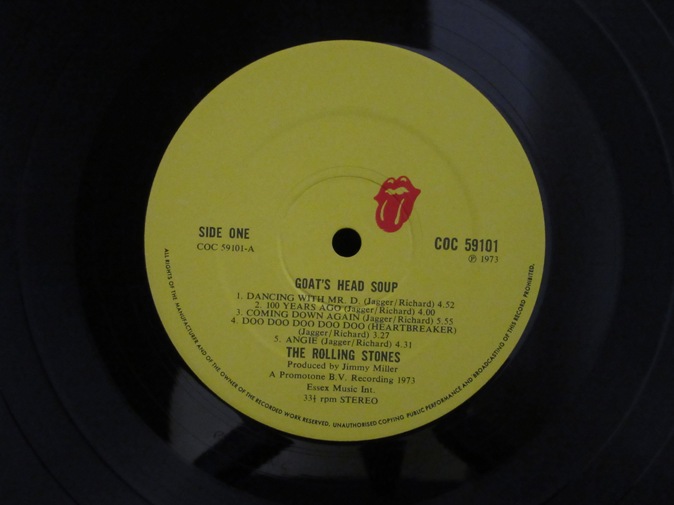 SIDE ONE
COC 59101-A
COC 59101
℗ 1973
GOAT'S HEAD SOUP
1. DANCING WITH MR. D. (Jagger/Richard) 4.52
2. 100 YEARS AGO (Jagger/Richard) 4.00
3. COMING DOWN AGAIN (Jagger/Richard) 5.55
4. DOO DOO DOO DOO DOO (HEARTBREAKER)
(Jagger/Richard) 3.27
5. ANGIE (Jagger/Richard) 4.31
THE ROLLING STONES
Produced by Jimmy Miller
A Promotone B.V. Recording 1973
Essex Music Int.
33⅓ rpm STEREO
ALL RIGHTS OF THE MANUFACTURER AND OF THE OWNER OF THE RECORDED WORK RESERVED. UNAUTHORISED COPYING PUBLIC PERFORMANCE AND BROADCASTING OF THIS RECORD PROHIBITED.